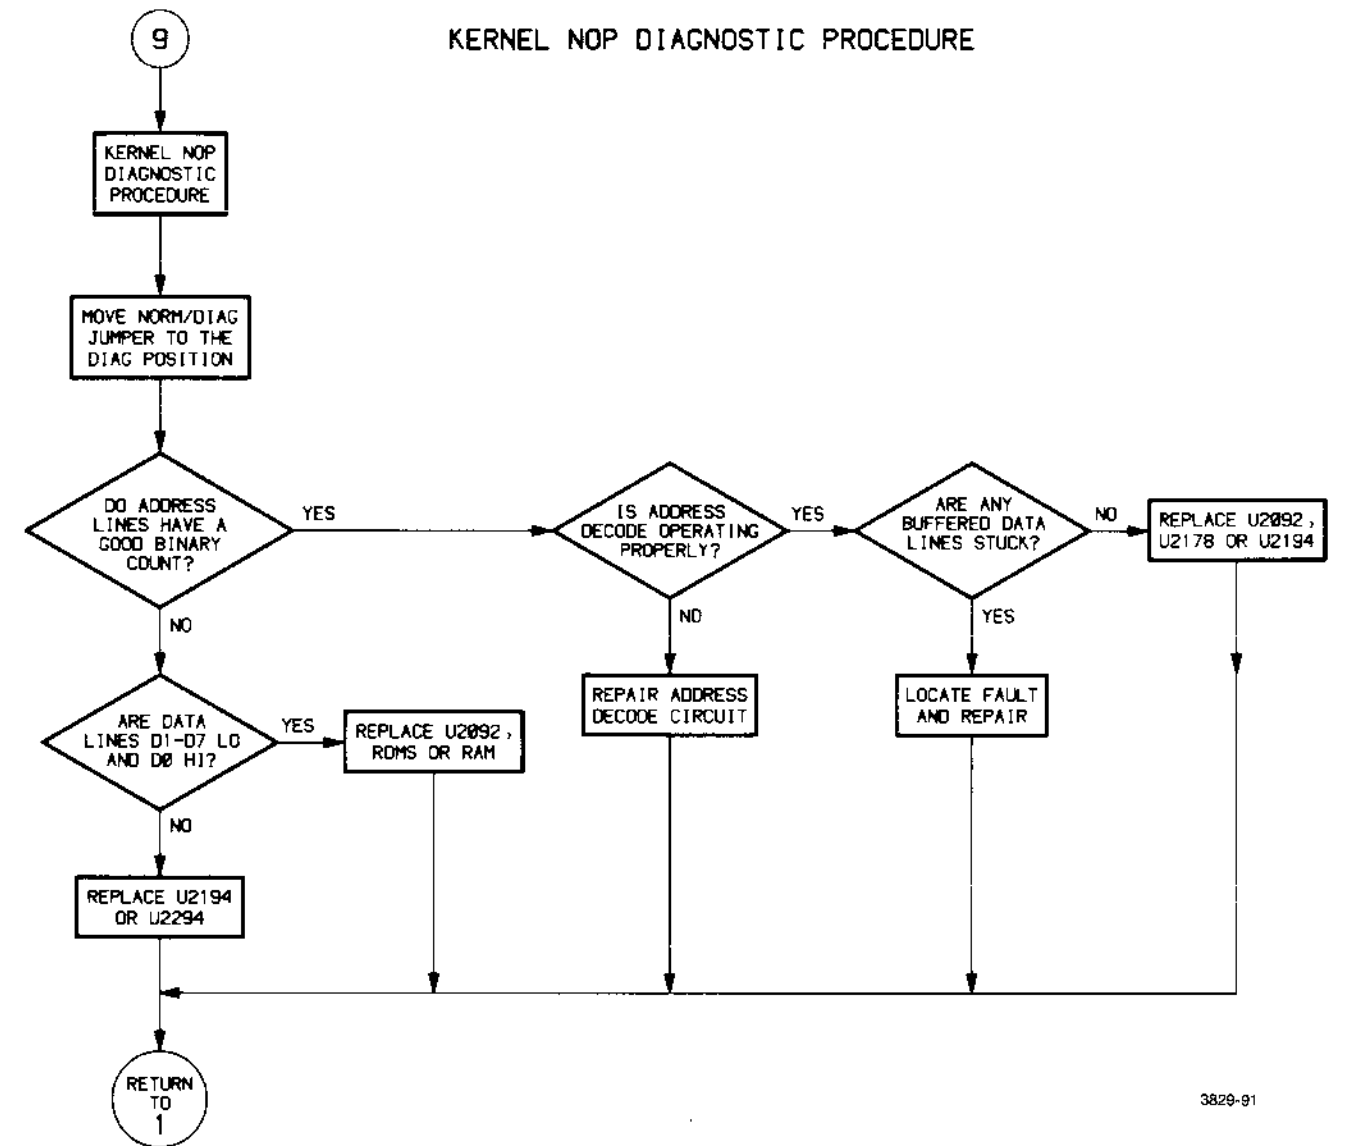 9
KERNEL NOP DIAGNOSTIC PROCEDURE
KERNEL NOP
DIAGNOSTIC
PROCEDURE
MOVE NORM/DIAG
JUMPER TO THE
DIAG POSITION
DO ADDRESS
LINES HAVE A
GOOD BINARY
COUNT?
YES
NO
IS ADDRESS
DECODE OPERATING
PROPERLY?
YES
NO
ARE ANY
BUFFERED DATA
LINES STUCK?
NO
YES
REPLACE U2092,
U2178 OR U2194
ARE DATA
LINES D1-D7 LO
AND D0 HI?
YES
NO
REPLACE U2092,
ROMS OR RAM
REPAIR ADDRESS
DECODE CIRCUIT
LOCATE FAULT
AND REPAIR
REPLACE U2194
OR U2294
RETURN
TO
1
3829-91